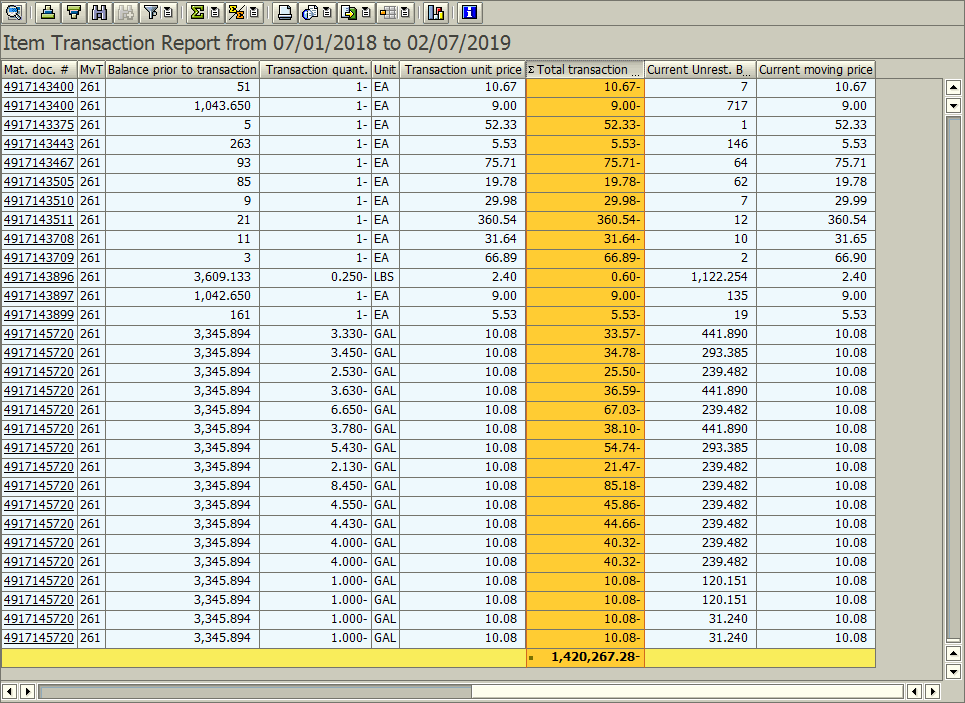 Item Transaction Report from 07/01/2018 to 02/07/2019
Mat. doc. # MvT Balance prior to transaction Transaction quant. Unit Transaction unit price Σ Total transaction ... Current Unrest. B... Current moving price
4917143400 261 51 1- EA 10.67 10.67- 7 10.67
4917143400 261 1,043.650 1- EA 9.00 9.00- 717 9.00
4917143375 261 5 1- EA 52.33 52.33- 1 52.33
4917143443 261 263 1- EA 5.53 5.53- 146 5.53
4917143467 261 93 1- EA 75.71 75.71- 64 75.71
4917143505 261 85 1- EA 19.78 19.78- 62 19.78
4917143510 261 9 1- EA 29.98 29.98- 7 29.99
4917143511 261 21 1- EA 360.54 360.54- 12 360.54
4917143708 261 11 1- EA 31.64 31.64- 10 31.65
4917143709 261 3 1- EA 66.89 66.89- 2 66.90
4917143896 261 3,609.133 0.250- LBS 2.40 0.60- 1,122.254 2.40
4917143897 261 1,042.650 1- EA 9.00 9.00- 135 9.00
4917143899 261 161 1- EA 5.53 5.53- 19 5.53
4917145720 261 3,345.894 3.330- GAL 10.08 33.57- 441.890 10.08
4917145720 261 3,345.894 3.450- GAL 10.08 34.78- 293.385 10.08
4917145720 261 3,345.894 2.530- GAL 10.08 25.50- 239.482 10.08
4917145720 261 3,345.894 3.630- GAL 10.08 36.59- 441.890 10.08
4917145720 261 3,345.894 6.650- GAL 10.08 67.03- 239.482 10.08
4917145720 261 3,345.894 3.780- GAL 10.08 38.10- 441.890 10.08
4917145720 261 3,345.894 5.430- GAL 10.08 54.74- 293.385 10.08
4917145720 261 3,345.894 2.130- GAL 10.08 21.47- 239.482 10.08
4917145720 261 3,345.894 8.450- GAL 10.08 85.18- 239.482 10.08
4917145720 261 3,345.894 4.550- GAL 10.08 45.86- 239.482 10.08
4917145720 261 3,345.894 4.430- GAL 10.08 44.66- 239.482 10.08
4917145720 261 3,345.894 4.000- GAL 10.08 40.32- 239.482 10.08
4917145720 261 3,345.894 4.000- GAL 10.08 40.32- 239.482 10.08
4917145720 261 3,345.894 1.000- GAL 10.08 10.08- 120.151 10.08
4917145720 261 3,345.894 1.000- GAL 10.08 10.08- 120.151 10.08
4917145720 261 3,345.894 1.000- GAL 10.08 10.08- 31.240 10.08
4917145720 261 3,345.894 1.000- GAL 10.08 10.08- 31.240 10.08
1,420,267.28-